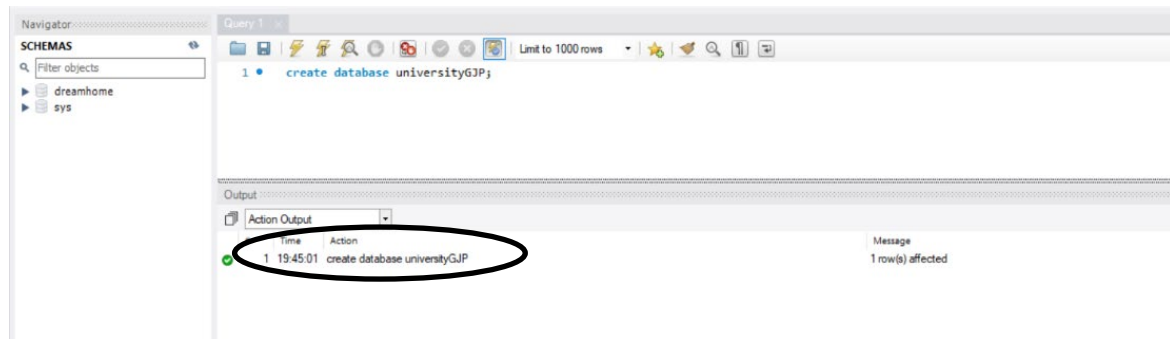 Navigator
SCHEMAS
Filter objects
dreamhome
sys
Query 1
Limit to 1000 rows
1 create database universityGJP;
Output
Action Output
Time Action Message
1 19:45:01 create database universityGJP 1 row(s) affected